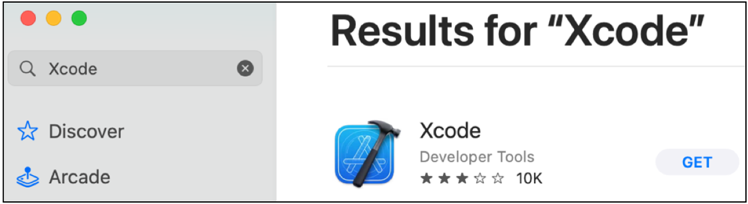 Xcode
Discover
Arcade
Results for “Xcode”
Xcode
Developer Tools
10K
GET